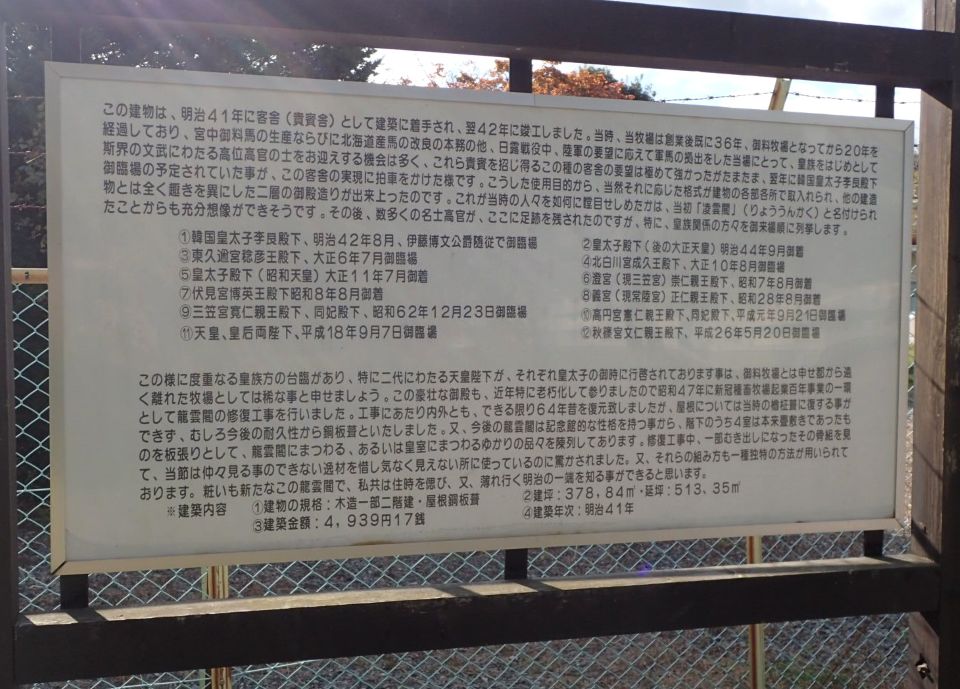 この建物は、明治41年に客舎（貴賓舎）として建築に着手され、翌42年に竣工しました。当時、当牧場は創業後既に36年、御料牧場となってから20年を
経過しており、宮中御料馬の生産ならびに北海道産馬の改良の本務の他、日露戦役中、陸軍の要望に応えて軍馬の拠出をした当場にとって、皇族をはじめとして
斯界の文武にわたる高位高官の士をお迎えする機会は多く、これら貴賓を招じ得るこの種の客舎の要望は極めて強かったがたまたま、翌年に韓国皇太子李良殿下
御臨場の予定されていた事が、この客舎の実現に拍車をかけた様です。こうした使用目的から、当然それに応じた格式が建物の各部各所で取入れられ、他の建造
物とは全く趣きを異にした二層の御殿造りが出来上ったのです。これが当時の人々を如何に瞠目せしめたかは、当初「凌雲閣」（りょううんかく）と名付けられ
たことからも充分想像ができそうです。その後、数多くの名士高官が、ここに足跡を残されたのですが、特に、皇族関係の方々を御来場順に列挙します。
①韓国皇太子李良殿下、明治42年8月、伊藤博文公爵随従で御臨場
②皇太子殿下（後の大正天皇）明治44年9月御着
③東久邇宮稔彦王殿下、大正6年7月御臨場
④北白川宮成久王殿下、大正10年8月御臨場
⑤皇太子殿下（昭和天皇）大正11年7月御着
⑥澄宮（現三笠宮）崇仁親王殿下、昭和7年8月御着
⑦伏見宮博英王殿下昭和8年8月御着
⑧義宮（現常陸宮）正仁親王殿下、昭和28年8月御着
⑨三笠宮寛仁親王殿下、同妃殿下、昭和62年12月23日御臨場
⑩高円宮憲仁親王殿下、同妃殿下、平成元年9月21日御臨場
⑪天皇、皇后両陛下、平成18年9月7日御臨場
⑫秋篠宮文仁親王殿下、平成26年5月20日御臨場
この様に度重なる皇族方の台臨があり、特に二代にわたる天皇陛下が、それぞれ皇太子の御時に行啓されております事は、御料牧場とは申せ都から遠
く離れた牧場としては稀な事と申せましょう。この豪壮な御殿も、近年特に老朽化して参りましたので昭和47年に新冠種畜牧場起業百年事業の一環
として龍雲閣の修復工事を行いました。工事にあたり内外とも、できる限り64年昔を復元致しましたが、屋根については当時の檜柾葺に復する事が
できず、むしろ今後の耐久性から銅板葺といたしました。又、今後の龍雲閣は記念館的な性格を持つ事から、階下のうち4室は本来畳敷きであったも
のを板張りとして、龍雲閣にまつわる、あるいは皇室にまつわるゆかりの品々を陳列してあります。修復工事中、一部むき出しになったその骨組を見
て、当節は仲々見る事のできない逸材を惜し気なく見えない所に使っているのに驚かされました。又、それらの組み方も一種独特の方法が用いられて
おります。粧いも新たなこの龍雲閣で、私共は往時を偲び、又、薄れ行く明治の一端を知る事ができると思います。
※建築内容 ①建物の規格：木造一部二階建・屋根銅板葺 ②建坪：378，84㎡・延坪：513、35㎡
③建築金額：4，939円17銭 ④建築年次：明治41年